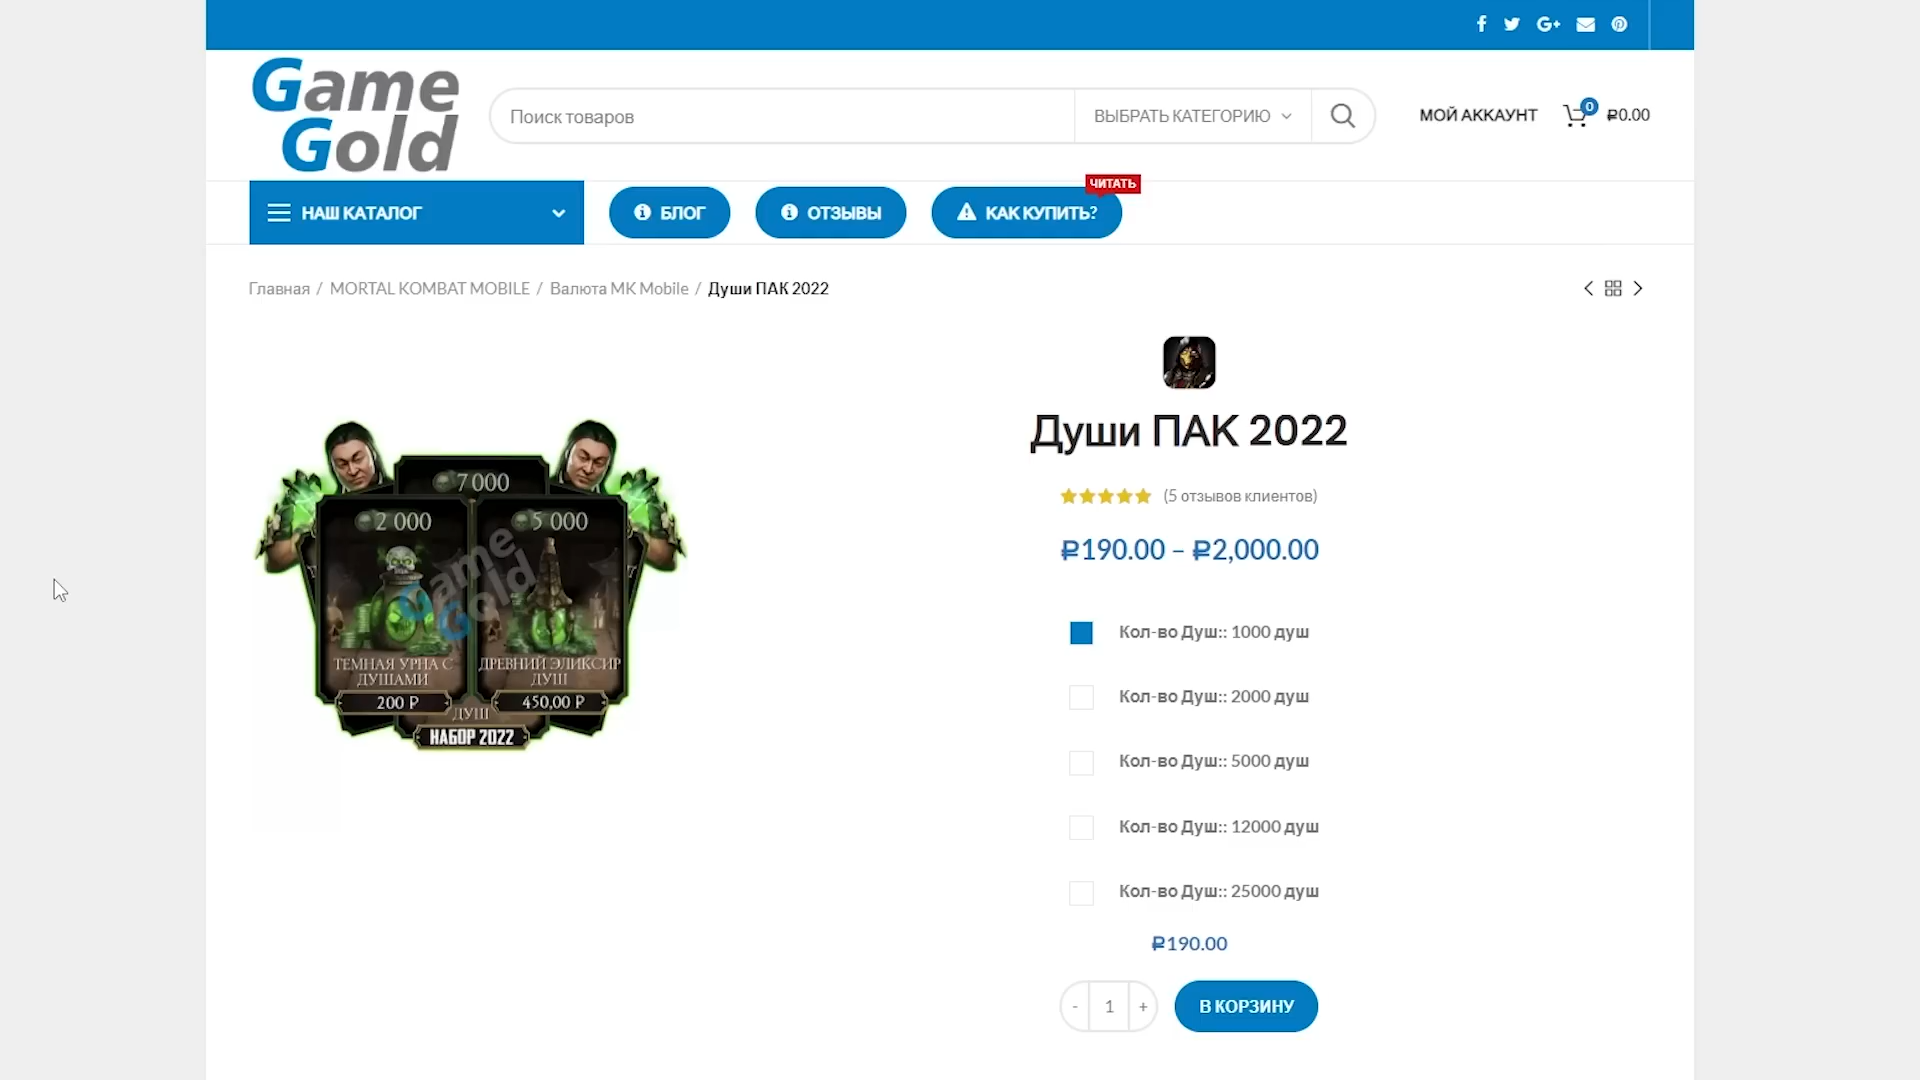 Game
Gold
Поиск товаров
ВЫБРАТЬ КАТЕГОРИЮ
МОЙ АККАУНТ
0
₽0.00
НАШ КАТАЛОГ
БЛОГ
ОТЗЫВЫ
КАК КУПИТЬ?
ЧИТАТЬ
Главная / MORTAL KOMBAT MOBILE / Валюта MK Mobile / Души ПАК 2022
7 000
2 000
5 000
Game
Gold
ТЕМНАЯ УРНА С
ДУШАМИ
200 Р
ДРЕВНИЙ ЭЛИКСИР
ДУШ
450,00 Р
ДУШ
НАБОР 2022
Души ПАК 2022
(5 отзывов клиентов)
₽190.00 – ₽2,000.00
Кол-во Душ:: 1000 душ
Кол-во Душ:: 2000 душ
Кол-во Душ:: 5000 душ
Кол-во Душ:: 12000 душ
Кол-во Душ:: 25000 душ
₽190.00
- 1 +
В КОРЗИНУ